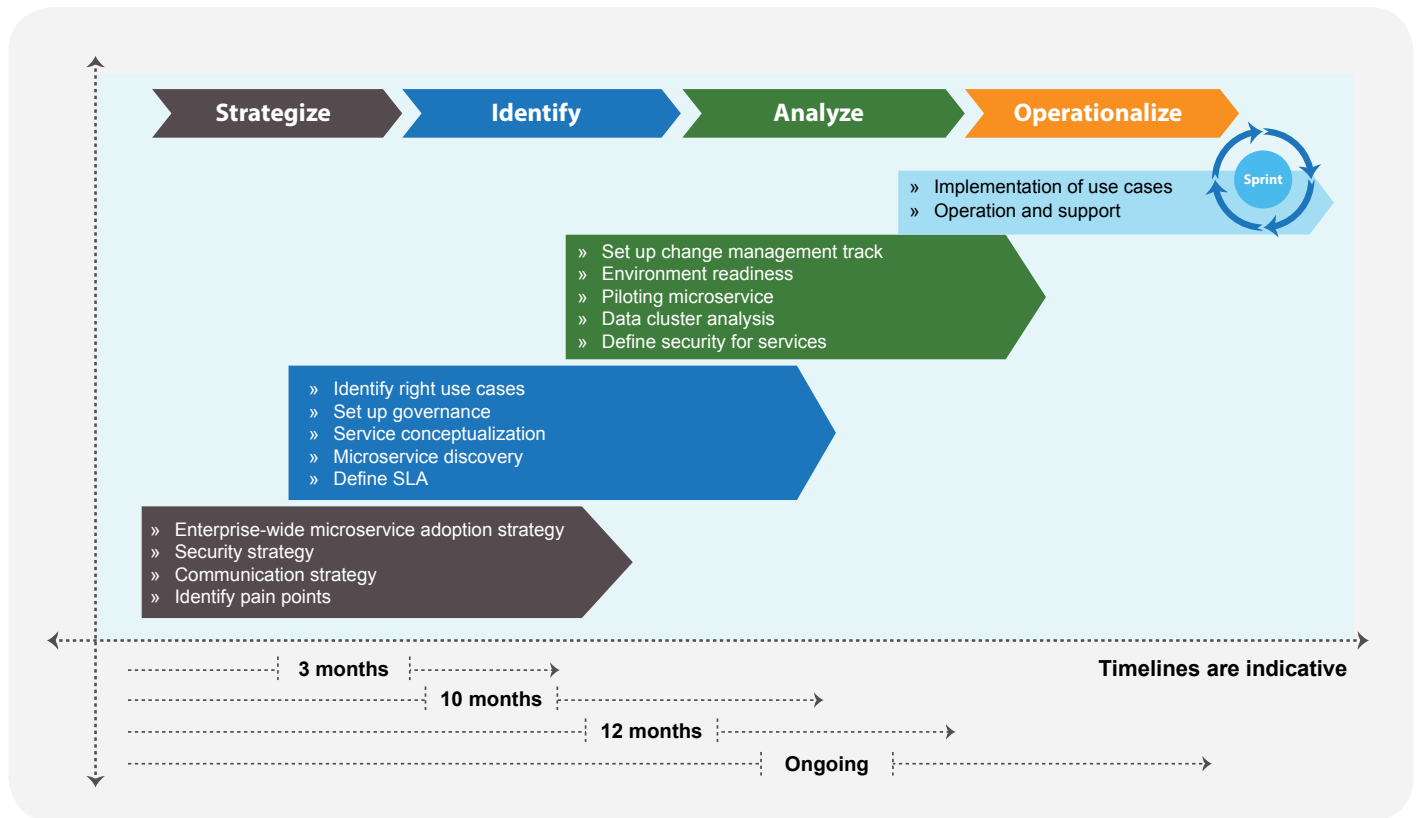 Strategize
Identify
Analyze
Operationalize
Sprint
» Implementation of use cases
» Operation and support
» Set up change management track
» Environment readiness
» Piloting microservice
» Data cluster analysis
» Define security for services
» Identify right use cases
» Set up governance
» Service conceptualization
» Microservice discovery
» Define SLA
» Enterprise-wide microservice adoption strategy
» Security strategy
» Communication strategy
» Identify pain points
3 months
Timelines are indicative
10 months
12 months
Ongoing